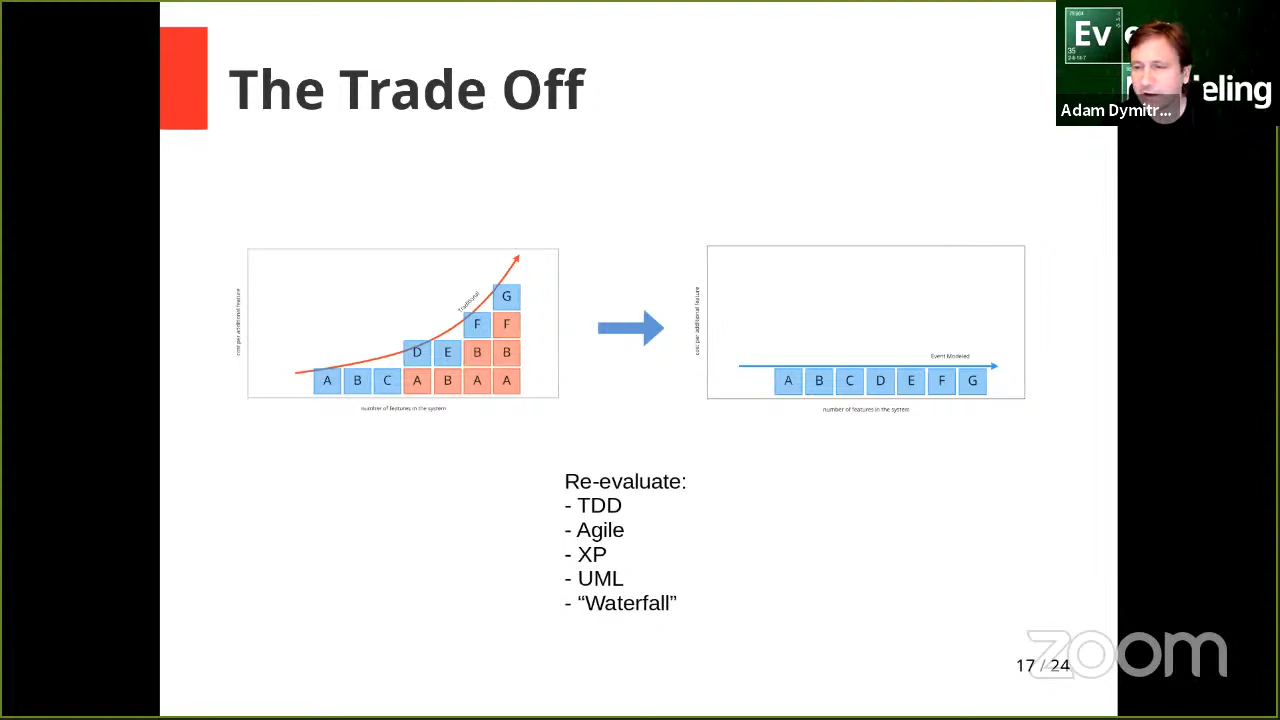 The Trade Off
Ev
eling
35
Adam Dymitr...
cost per additional feature
Traditional
G
F F
D E B B
A B C A B A A
number of features in the system
cost per additional feature
Event Modeled
A B C D E F G
number of features in the system
Re-evaluate:
- TDD
- Agile
- XP
- UML
- “Waterfall”
17 / 24
zoom